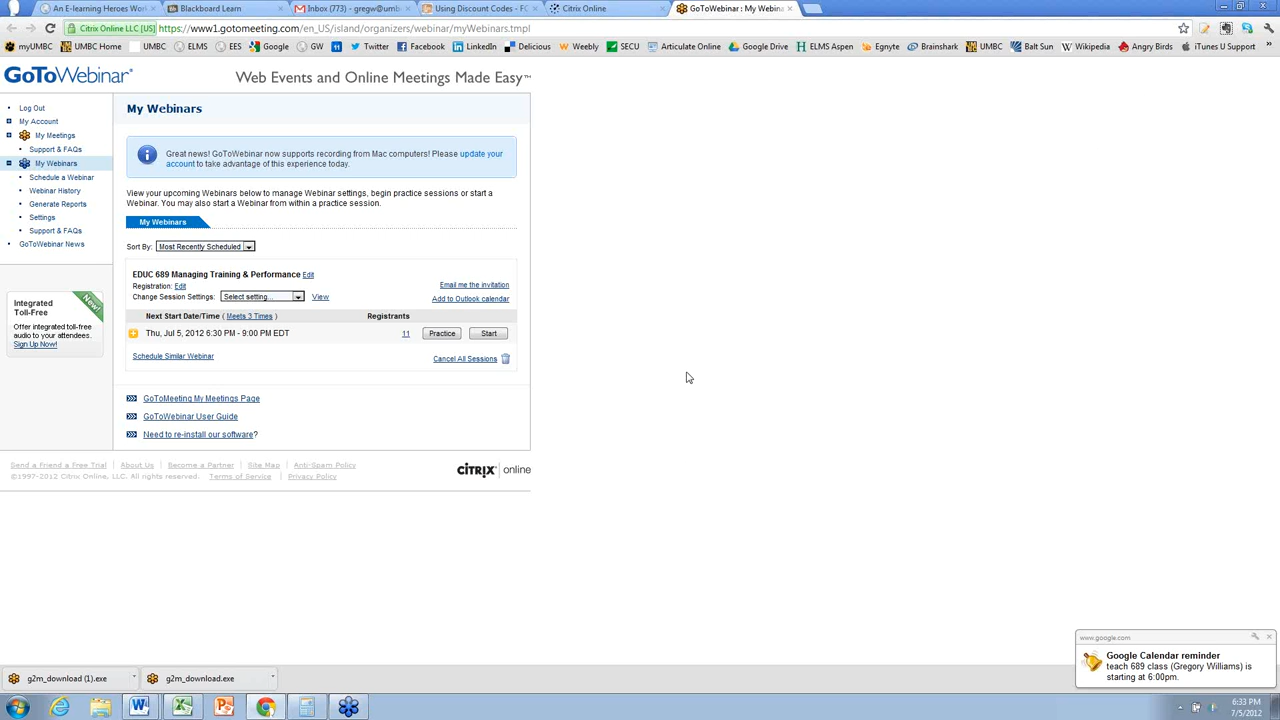 An E-learning Heroes Wor
Blackboard Learn
Inbox (773) - gregw@umb
Using Discount Codes - FC
Citrix Online
GoToWebinar : My Webina
Citrix Online LLC [US] https://www1.gotomeeting.com/en_US/island/organizers/webinar/myWebinars.tmpl
myUMBC UMBC Home UMBC ELMS EES Google GW Twitter Facebook LinkedIn Delicious Weebly SECU Articulate Online Google Drive ELMS Aspen Egnyte Brainshark UMBC Balt Sun Wikipedia Angry Birds iTunes U Support »
GoToWebinar®
Web Events and Online Meetings Made Easy™
Log Out
My Account
My Meetings
Support & FAQs
My Webinars
Schedule a Webinar
Webinar History
Generate Reports
Settings
Support & FAQs
GoToWebinar News
Integrated
Toll-Free
New!
Offer integrated toll-free
audio to your attendees.
Sign Up Now!
My Webinars
Great news! GoToWebinar now supports recording from Mac computers! Please update your
account to take advantage of this experience today.
View your upcoming Webinars below to manage Webinar settings, begin practice sessions or start a
Webinar. You may also start a Webinar from within a practice session.
My Webinars
Sort By: Most Recently Scheduled
EDUC 689 Managing Training & Performance Edit
Registration: Edit
Email me the invitation
Change Session Settings: Select setting... View
Add to Outlook calendar
Next Start Date/Time ( Meets 3 Times ) Registrants
Thu, Jul 5, 2012 6:30 PM - 9:00 PM EDT 11 Practice Start
Schedule Similar Webinar
Cancel All Sessions
GoToMeeting My Meetings Page
GoToWebinar User Guide
Need to re-install our software?
Send a Friend a Free Trial About Us Become a Partner Site Map Anti-Spam Policy
©1997-2012 Citrix Online, LLC. All rights reserved. Terms of Service Privacy Policy
CITRIX online
www.google.com
Google Calendar reminder
teach 689 class (Gregory Williams) is
starting at 6:00pm.
g2m_download (1).exe
g2m_download.exe
6:33 PM
7/5/2012